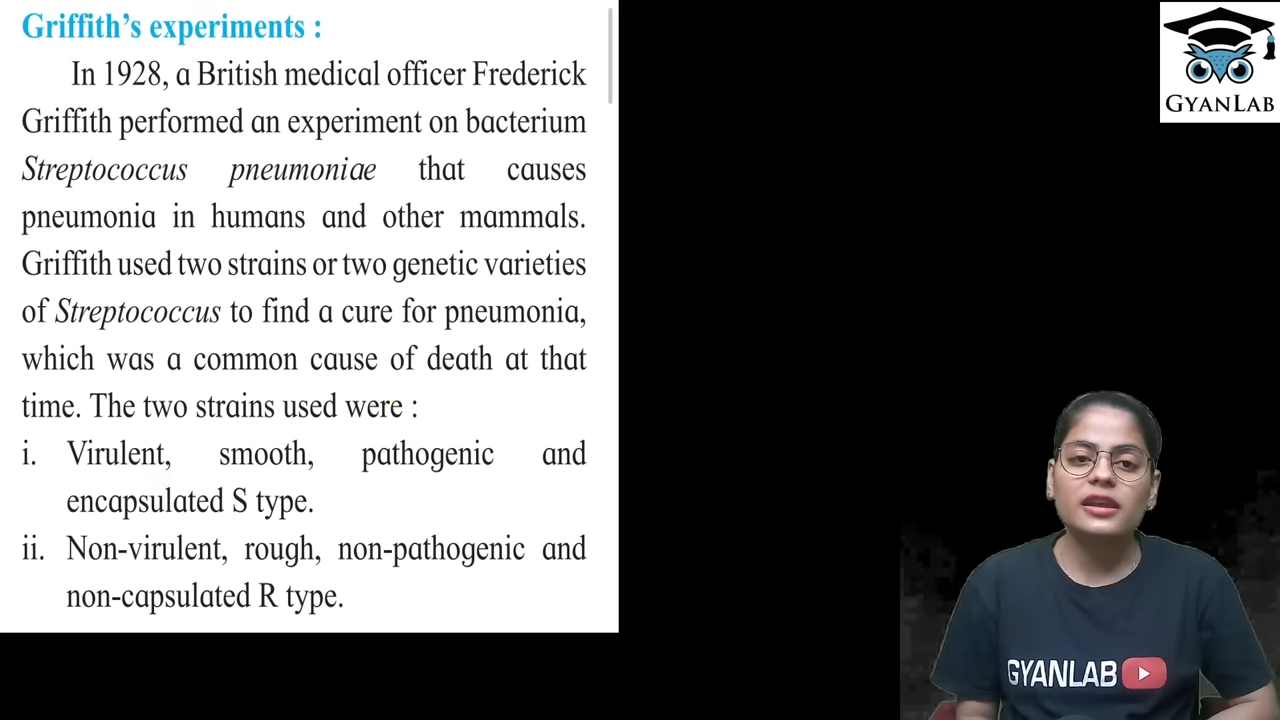 Griffith's experiments :
In 1928, a British medical officer Frederick
Griffith performed an experiment on bacterium
Streptococcus pneumoniae that causes
pneumonia in humans and other mammals.
Griffith used two strains or two genetic varieties
of Streptococcus to find a cure for pneumonia,
which was a common cause of death at that
time. The two strains used were :
i. Virulent, smooth, pathogenic and
encapsulated S type.
ii. Non-virulent, rough, non-pathogenic and
non-capsulated R type.
GYANLAB
GYANLAB